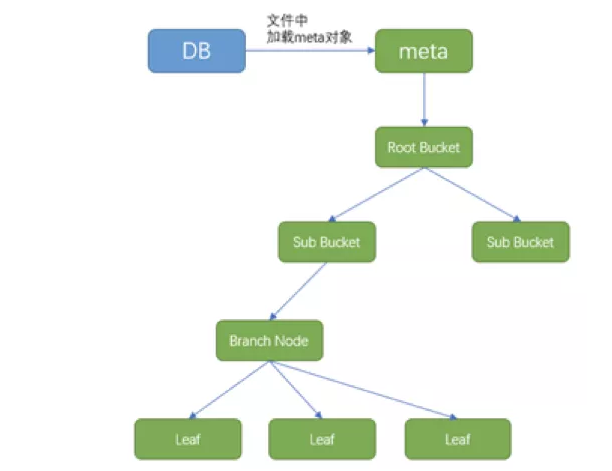 文件中
加载meta对象
DB
meta
Root Bucket
Sub Bucket
Sub Bucket
Branch Node
Leaf
Leaf
Leaf